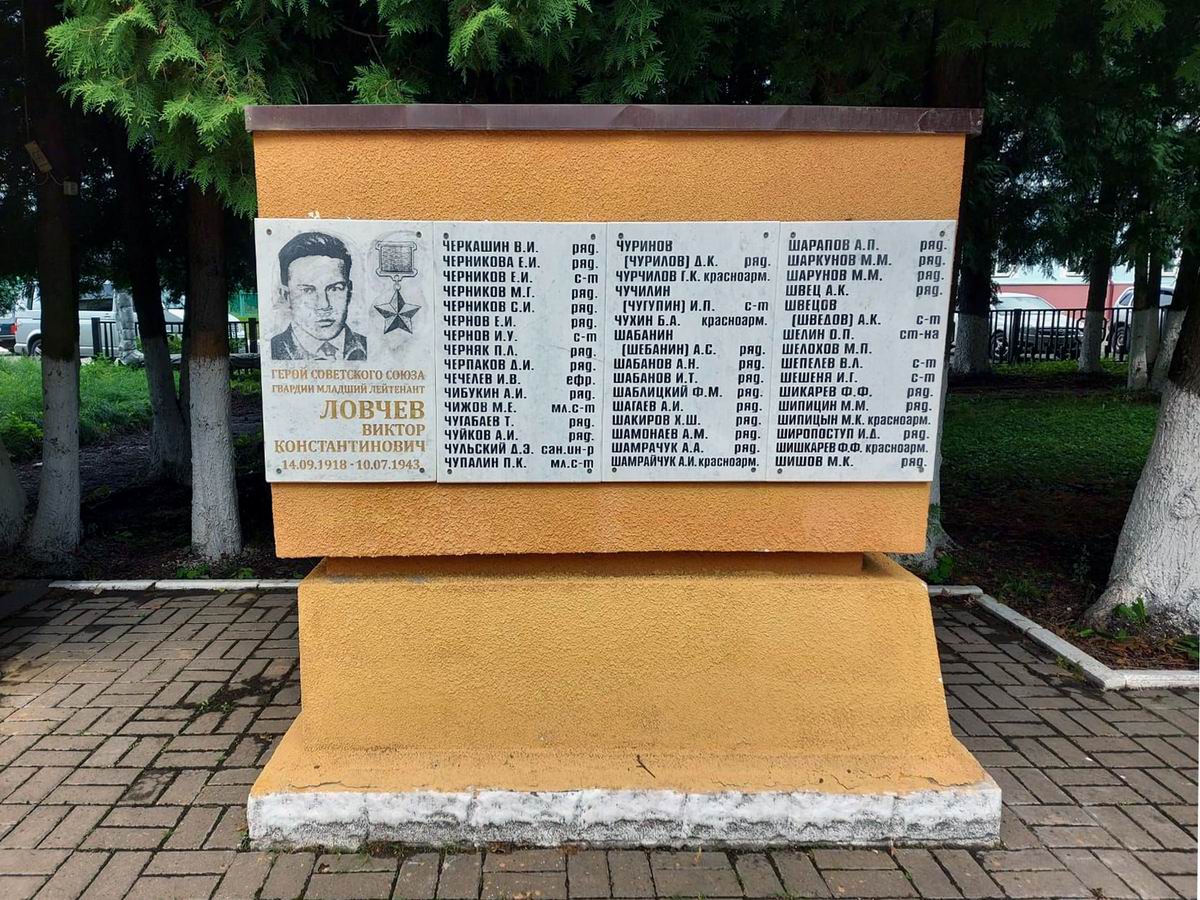 ГЕРОЙ СОВЕТСКОГО СОЮЗА
ГВАРДИИ МЛАДШИЙ ЛЕЙТЕНАНТ
ЛОВЧЕВ
ВИКТОР
КОНСТАНТИНОВИЧ
14.09.1918 - 10.07.1943
ЧЕРКАШИН В.И. ряд.
ЧЕРНИКОВА Е.И. ряд.
ЧЕРНИКОВ Е.И. с-т
ЧЕРНИКОВ М.Г. ряд.
ЧЕРНИКОВ С.И. ряд.
ЧЕРНОВ Е.И. ряд.
ЧЕРНОВ И.У. с-т
ЧЕРНЯК П.Л. ряд.
ЧЕРПАКОВ Д.И. ряд.
ЧЕЧЕЛЕВ И.В. ефр.
ЧИБУКИН А.И. ряд.
ЧИЖОВ М.Е. мл.с-т
ЧУГАБАЕВ Т. ряд.
ЧУЙКОВ А.И. ряд.
ЧУЛЬСКИЙ Д.Э. сан.ин-р
ЧУПАЛИН П.К. мл.с-т
ЧУРИНОВ
(ЧУРИЛОВ) Д.К. ряд.
ЧУРЧИЛОВ Г.К. красноарм.
ЧУЧИЛИН
(ЧУГУПИН) И.П. с-т
ЧУХИН Б.А. красноарм.
ШАБАНИН
(ШЕБАНИН) А.С. ряд.
ШАБАНОВ А.Н. ряд.
ШАБАНОВ И.Т. ряд.
ШАБЛИЦКИЙ Ф.М. ряд.
ШАГАЕВ А.И. ряд.
ШАКИРОВ Х.Ш. ряд.
ШАМОНАЕВ А.М. ряд.
ШАМРАЧУК А.А. ряд.
ШАМРАЙЧУК А.И. красноарм.
ШАРАПОВ А.П. ряд.
ШАРКУНОВ М.М. ряд.
ШАРУНОВ М.М. ряд.
ШВЕЦ А.К. ряд.
ШВЕЦОВ
(ШВЕЛОВ) А.К. с-т
ШЕЛИН О.П. ст-на
ШЕЛОХОВ М.П.
ШЕПЕЛЕВ В.А. с-т
ШЕШЕНЯ И.Г. с-т
ШИКАРЕВ Ф.Ф. ряд.
ШИПИЦИН М.М. ряд.
ШИПИЦЫН М.К. красноарм.
ШИРОПОСТУП И.Д. ряд.
ШИШКАРЕВ Ф.Ф. красноарм.
ШИШОВ М.К. ряд.